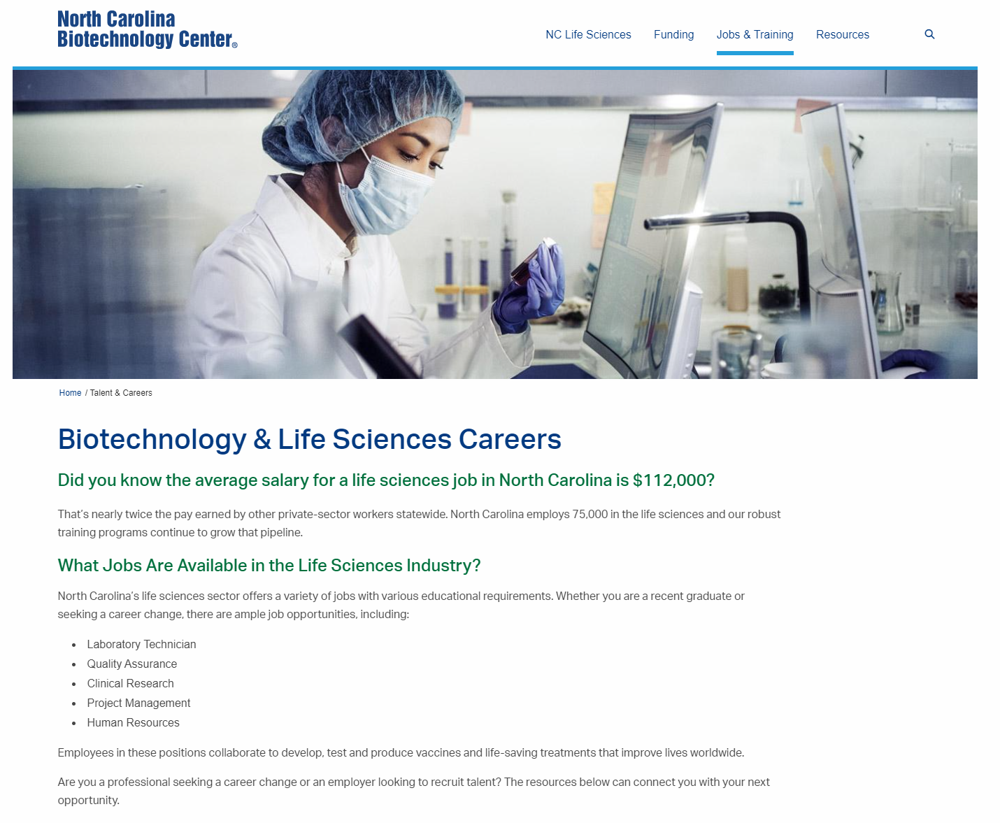 North Carolina
Biotechnology Center®
NC Life Sciences
Funding
Jobs & Training
Resources
Home / Talent & Careers
Biotechnology & Life Sciences Careers
Did you know the average salary for a life sciences job in North Carolina is $112,000?
That’s nearly twice the pay earned by other private-sector workers statewide. North Carolina employs 75,000 in the life sciences and our robust
training programs continue to grow that pipeline.
What Jobs Are Available in the Life Sciences Industry?
North Carolina’s life sciences sector offers a variety of jobs with various educational requirements. Whether you are a recent graduate or
seeking a career change, there are ample job opportunities, including:
• Laboratory Technician
• Quality Assurance
• Clinical Research
• Project Management
• Human Resources
Employees in these positions collaborate to develop, test and produce vaccines and life-saving treatments that improve lives worldwide.
Are you a professional seeking a career change or an employer looking to recruit talent? The resources below can connect you with your next
opportunity.